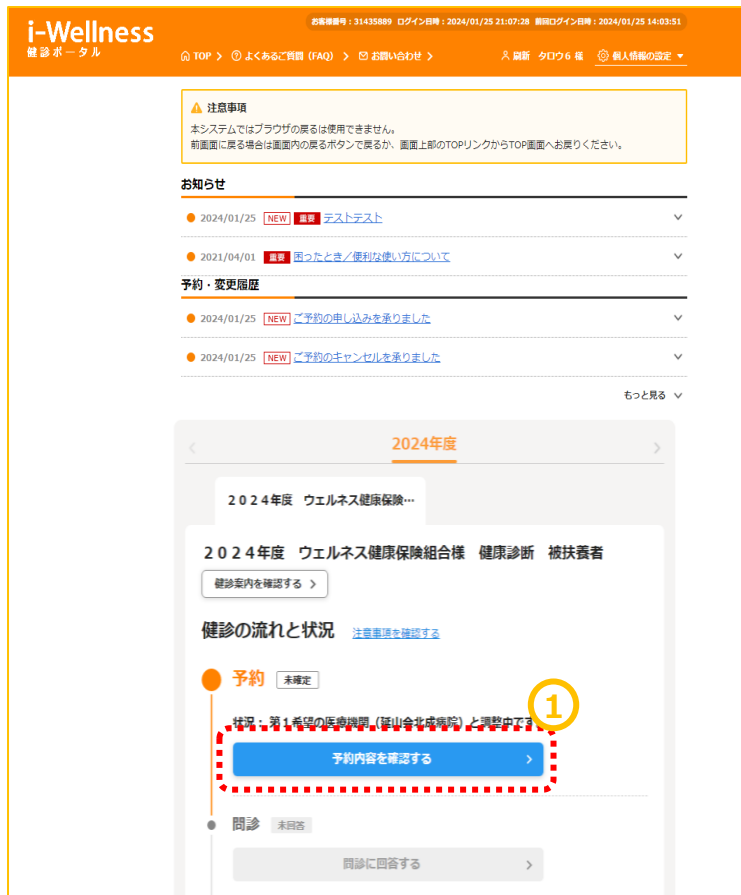 i-Wellness
健診ポータル
お客様番号：31435889 ログイン日時：2024/01/25 21:07:28 前回ログイン日時：2024/01/25 14:03:51
TOP よくあるご質問（FAQ） お問い合わせ 刷新 タロウ6 様 個人情報の設定
注意事項
本システムではブラウザの戻るは使用できません。
前画面に戻る場合は画面内の戻るボタンで戻るか、画面上部のTOPリンクからTOP画面へお戻りください。
お知らせ
2024/01/25 NEW 重要 テストテスト
2021/04/01 重要 困ったとき／便利な使い方について
予約・変更履歴
2024/01/25 NEW ご予約の申し込みを承りました
2024/01/25 NEW ご予約のキャンセルを承りました
もっと見る
2024年度
２０２４年度　ウェルネス健康保険…
２０２４年度　ウェルネス健康保険組合様　健康診断　被扶養者
健診案内を確認する
健診の流れと状況 注意事項を確認する
予約 未確定
1
状況： 第１希望の医療機関（延山会北成病院）と調整中です
予約内容を確認する
問診 未回答
問診に回答する